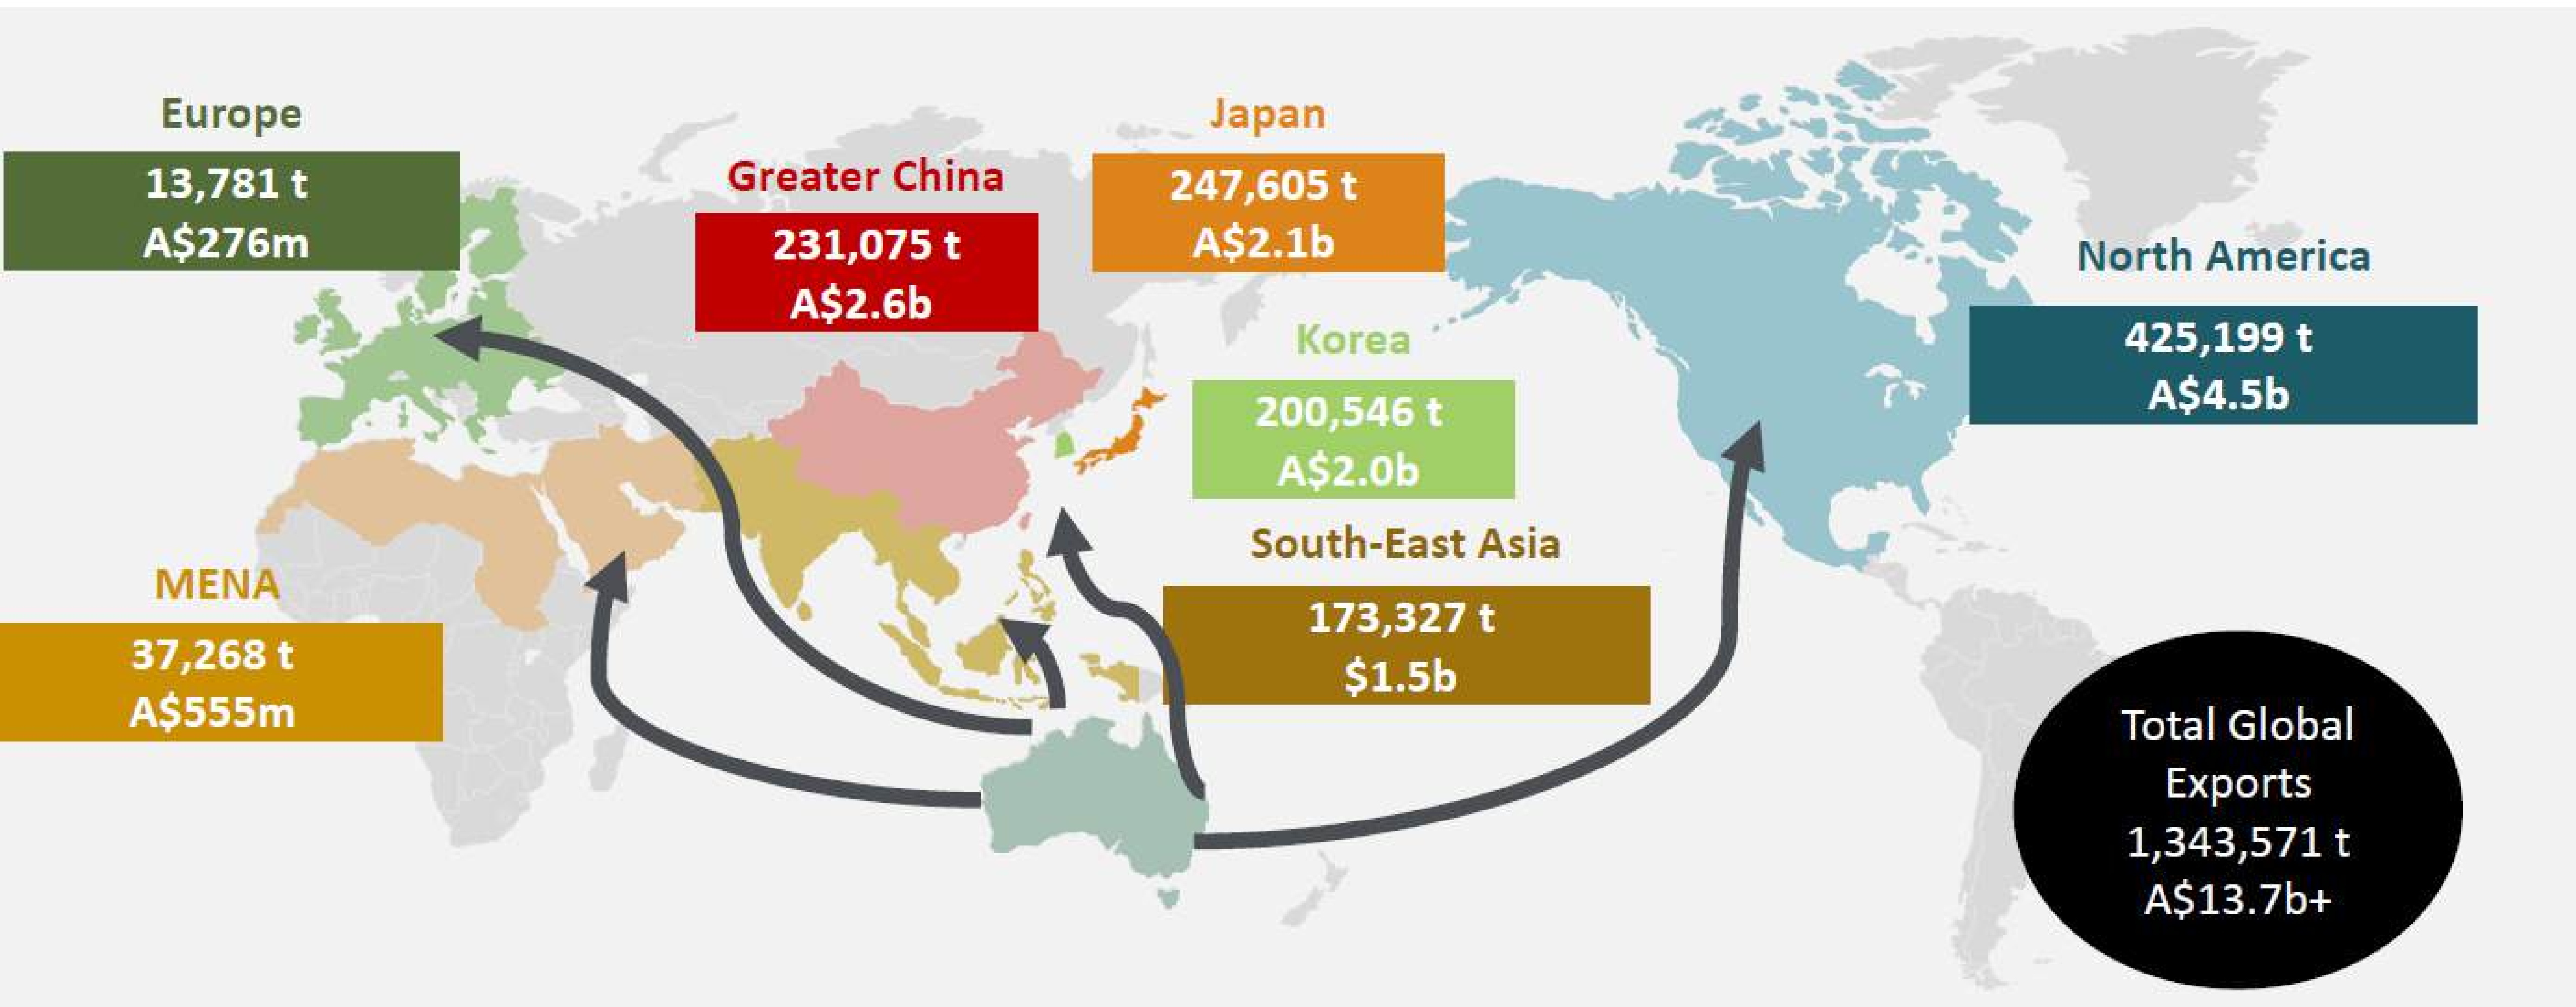 Europe
13,781 t
A$276m
Greater China
231,075 t
A$2.6b
Japan
247,605 t
A$2.1b
North America
425,199 t
A$4.5b
Korea
200,546 t
A$2.0b
South-East Asia
173,327 t
$1.5b
MENA
37,268 t
A$555m
Total Global
Exports
1,343,571 t
A$13.7b+